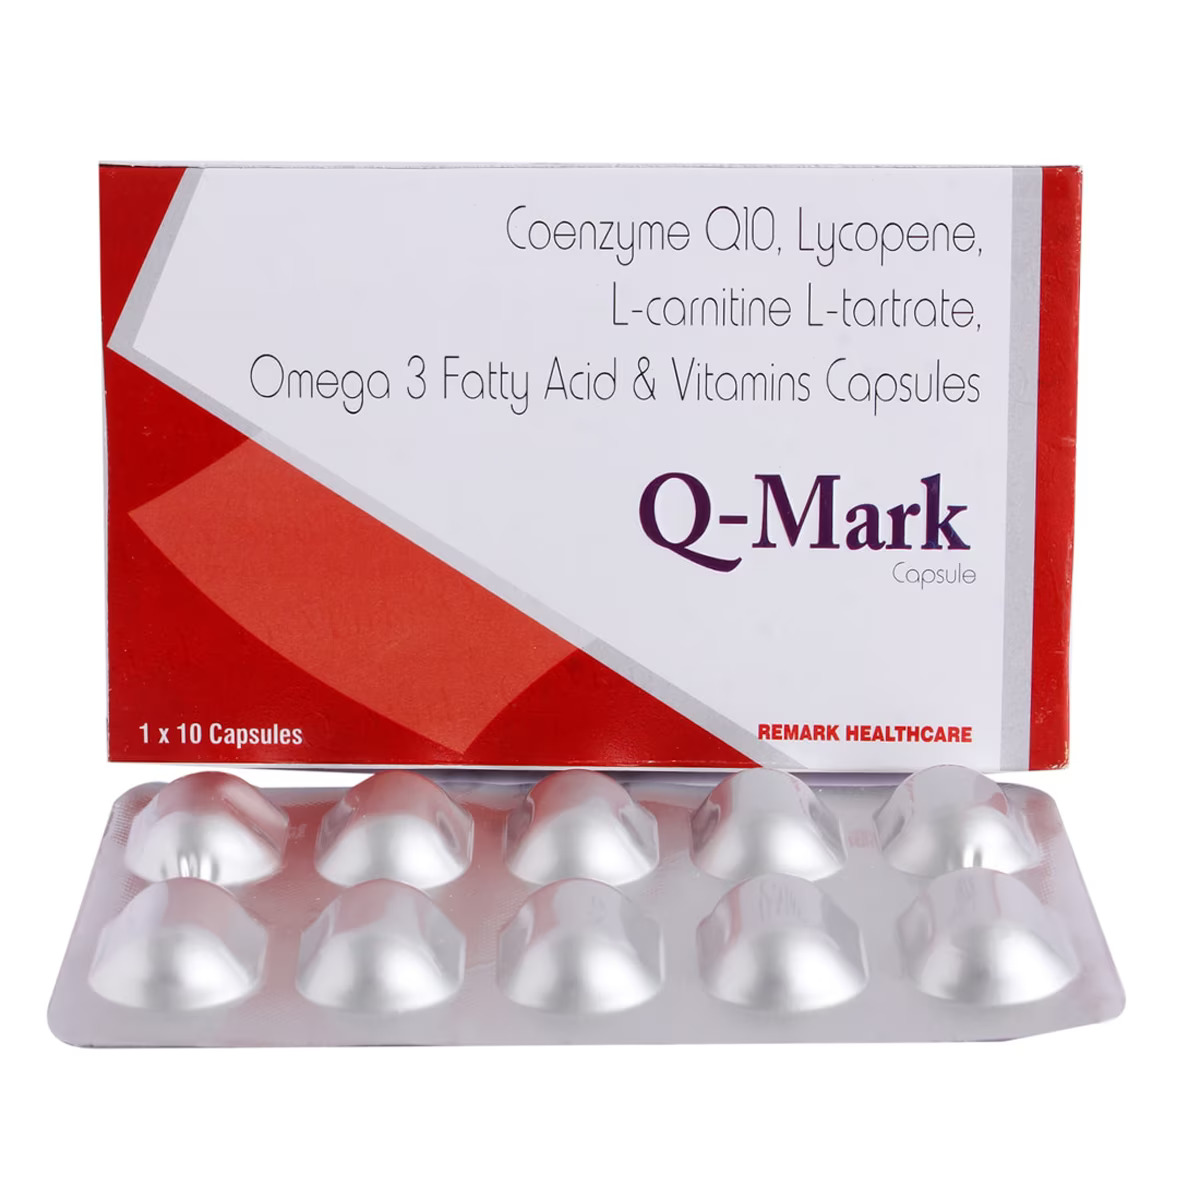 Coenzyme Q10, Lycopene,
L-carnitine L-tartrate,
Omega 3 Fatty Acid & Vitamins Capsules
Q-Mark
Capsule
1 x 10 Capsules
REMARK HEALTHCARE